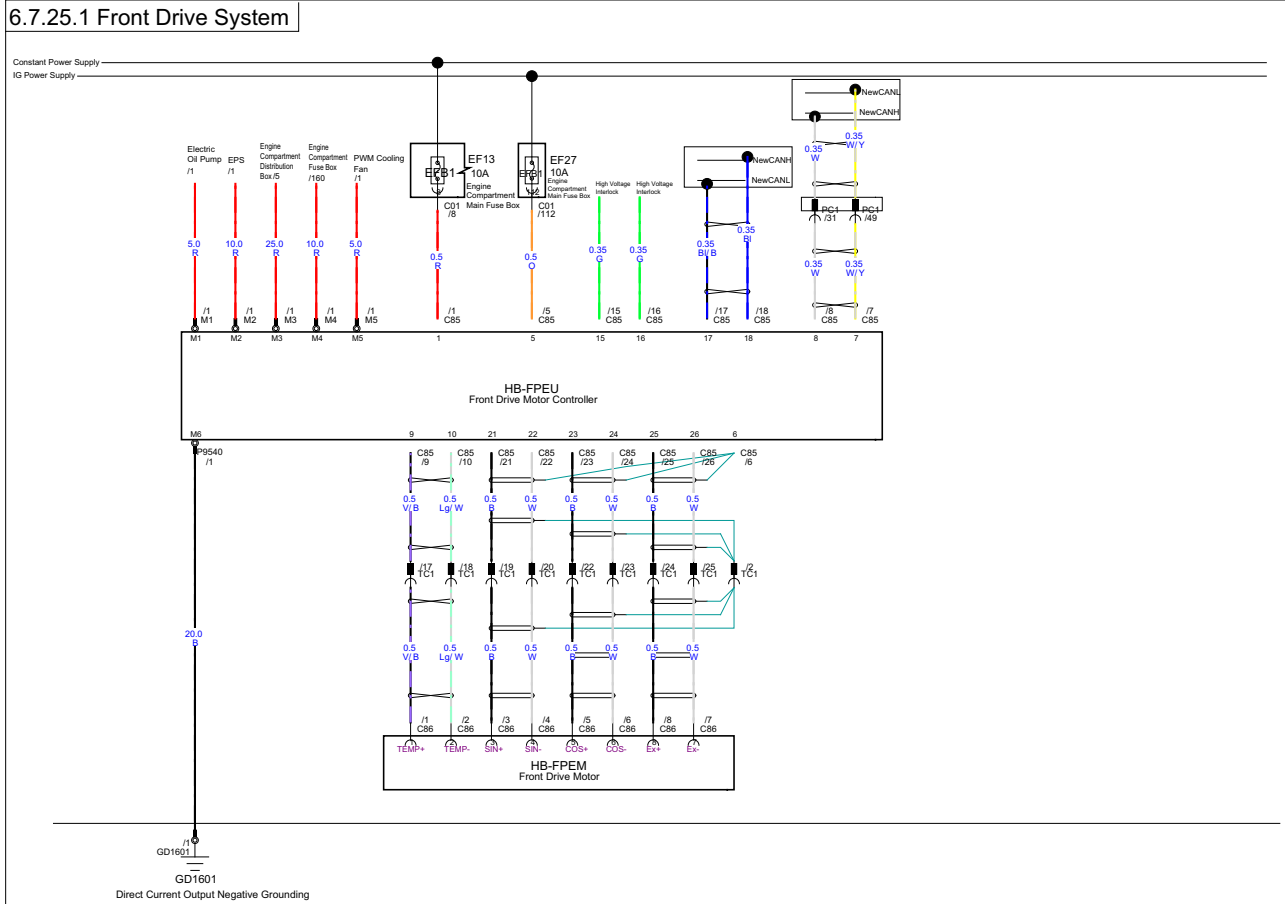 6.7.25.1 Front Drive System
Constant Power Supply
IG Power Supply
NewCANL
NewCANH
0.35
W
0.35
W/ Y
Electric
Oil Pump
/1
EPS
/1
Engine
Compartment
Distribution
Box /5
Engine
Compartment
Fuse Box
/160
PWM Cooling
Fan
/1
EFB1
EF13
10A
Engine
Compartment
Main Fuse Box
C01
/8
EFB1
EF27
10A
Engine
Compartment
Main Fuse Box
C01
/112
High Voltage
Interlock
High Voltage
Interlock
NewCANH
NewCANL
PC1
/31
PC1
/49
5.0
R
10.0
R
25.0
R
10.0
R
5.0
R
0.5
R
0.5
O
0.35
G
0.35
G
0.35
Bl/ B
0.35
Bl
0.35
W
0.35
W/ Y
/1
M1
/1
M2
/1
M3
/1
M4
/1
M5
/1
C85
/5
C85
/15
C85
/16
C85
/17
C85
/18
C85
/8
C85
/7
C85
M1 M2 M3 M4 M5 1 5 15 16 17 18 8 7
HB-FPEU
Front Drive Motor Controller
M6 9 10 21 22 23 24 25 26 6
P9540
/1
C85
/9
C85
/10
C85
/21
C85
/22
C85
/23
C85
/24
C85
/25
C85
/26
C85
/6
0.5
V/ B
0.5
Lg/ W
0.5
B
0.5
W
0.5
B
0.5
W
0.5
B
0.5
W
/17
TC1
/18
TC1
/19
TC1
/20
TC1
/22
TC1
/23
TC1
/24
TC1
/25
TC1
/2
TC1
20.0
B
0.5
V/ B
0.5
Lg/ W
0.5
B
0.5
W
0.5
B
0.5
W
0.5
B
0.5
W
/1
C86
/2
C86
/3
C86
/4
C86
/5
C86
/6
C86
/8
C86
/7
C86
1 2 3 4 5 6 8 7
TEMP+ TEMP- SIN+ SIN- COS+ COS- Ex+ Ex-
HB-FPEM
Front Drive Motor
/1
GD1601
GD1601
Direct Current Output Negative Grounding